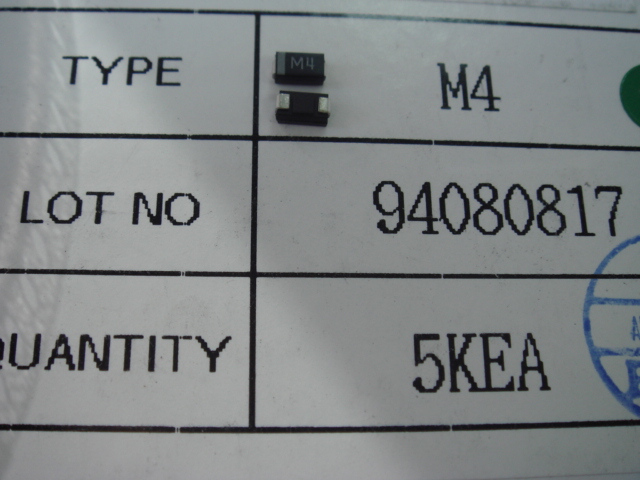 TYPE M4 M4
LOT NO 94080817
QUANTITY 5KEA